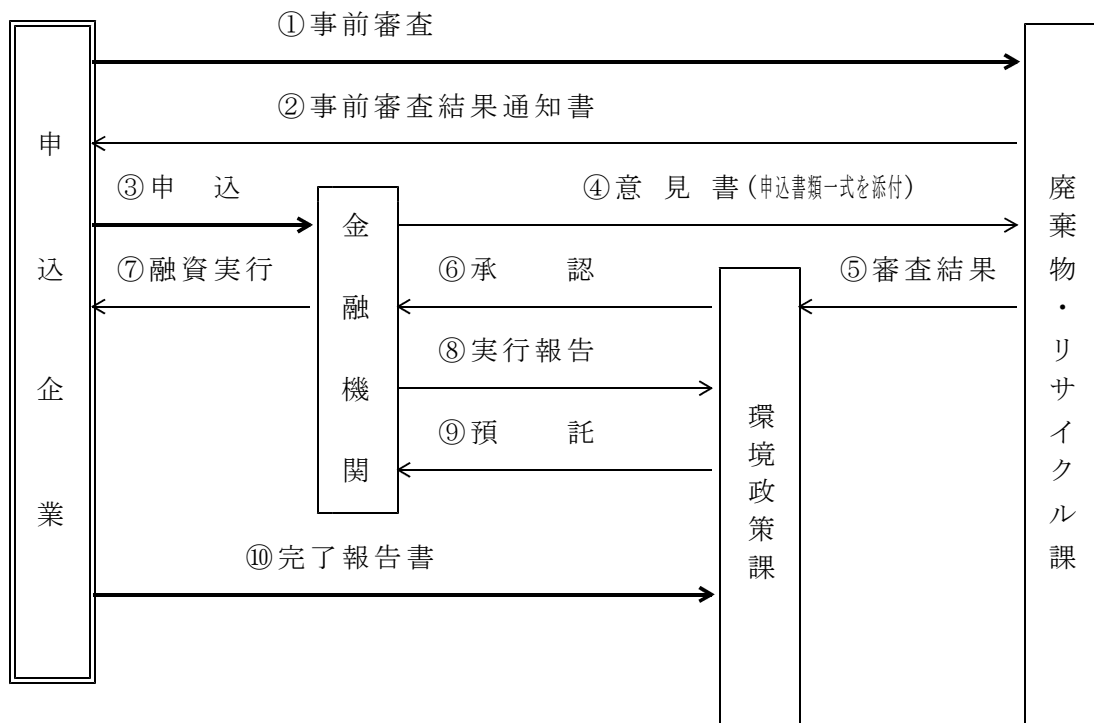 ①事前審査
②事前審査結果通知書
③申　込
④意 見 書(申込書類一式を添付)
⑦融資実行
⑥承　　認
⑤審査結果
⑧実行報告
⑨預　　託
⑩完了報告書
申込企業
金融機関
環境政策課
廃棄物・リサイクル課